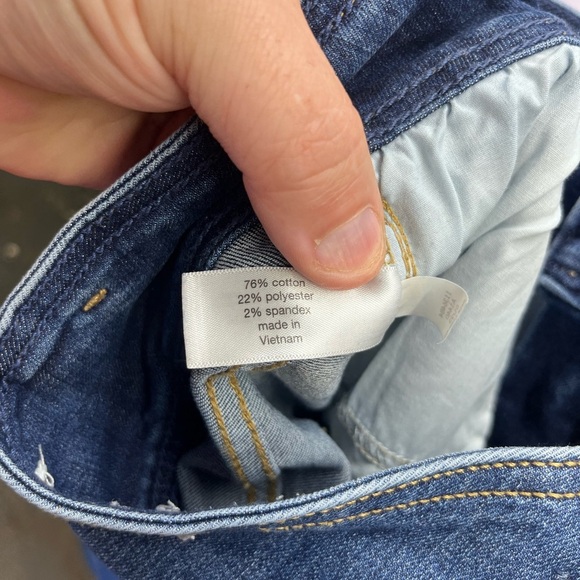 76% cotton
22% polyester
2% spandex
made in
Vietnam